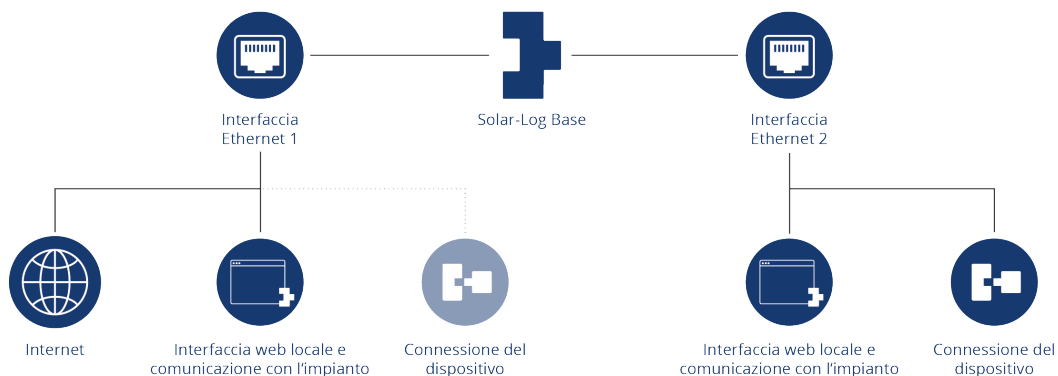 Interfaccia
Ethernet 1
Solar-Log Base
Interfaccia
Ethernet 2
Internet
Interfaccia web locale e
comunicazione con l’impianto
Connessione del
dispositivo
Interfaccia web locale e
comunicazione con l’impianto
Connessione del
dispositivo